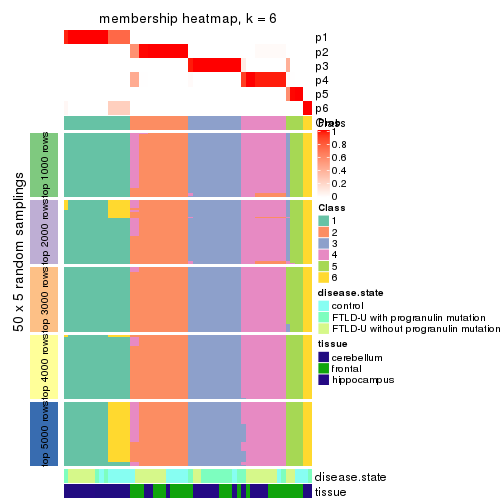 membership heatmap, k = 6
p1
p2
p3
p4
p5
p6
Class
Prob
1
0.8
0.6
0.4
0.2
0
Class
1
2
3
4
5
6
disease.state
control
FTLD-U with progranulin mutation
FTLD-U without progranulin mutation
tissue
cerebellum
frontal
hippocampus
disease.state
tissue
50 x 5 random samplings
top 1000 rows
top 2000 rows
top 3000 rows
top 4000 rows
top 5000 rows